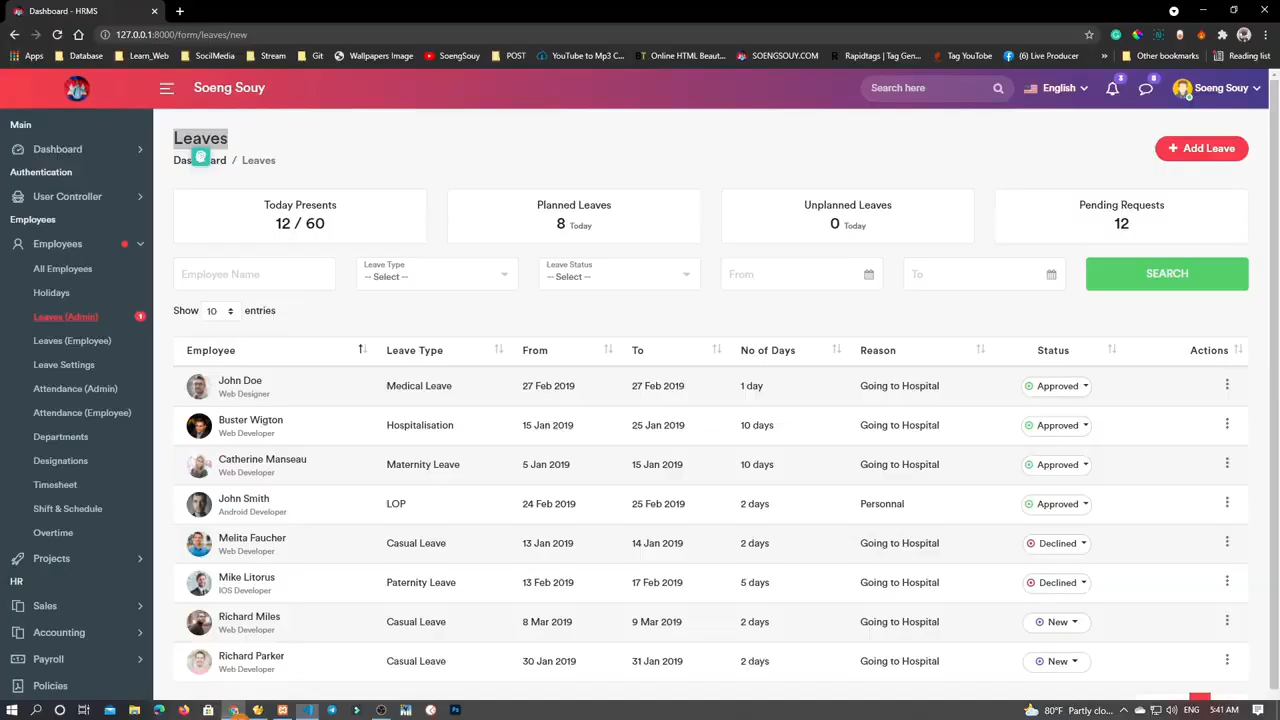 Dashboard - HRMS
127.0.0.1:8000/form/leaves/new
Apps Database Learn_Web SocilMedia Stream Git Wallpapers Image SoengSouy POST YouTube to Mp3 C... Online HTML Beaut... SOENGSOUY.COM Rapidtags | Tag Gen... Tag YouTube (6) Live Producer » Other bookmarks Reading list
Soeng Souy
Search here
English
3
8
Soeng Souy
Main
Dashboard
Authentication
User Controller
Employees
Employees
All Employees
Holidays
Leaves (Admin) 1
Leaves (Employee)
Leave Settings
Attendance (Admin)
Attendance (Employee)
Departments
Designations
Timesheet
Shift & Schedule
Overtime
Projects
HR
Sales
Accounting
Payroll
Policies
Leaves
/ Leaves
+ Add Leave
Today Presents
12 / 60
Planned Leaves
8 Today
Unplanned Leaves
0 Today
Pending Requests
12
Employee Name
Leave Type
-- Select --
Leave Status
-- Select --
From
To
SEARCH
Show 10 entries
Employee Leave Type From To No of Days Reason Status Actions
John Doe
Web Designer
Medical Leave 27 Feb 2019 27 Feb 2019 1 day Going to Hospital Approved
Buster Wigton
Web Developer
Hospitalisation 15 Jan 2019 25 Jan 2019 10 days Going to Hospital Approved
Catherine Manseau
Web Developer
Maternity Leave 5 Jan 2019 15 Jan 2019 10 days Going to Hospital Approved
John Smith
Android Developer
LOP 24 Feb 2019 25 Feb 2019 2 days Personnal Approved
Melita Faucher
Web Developer
Casual Leave 13 Jan 2019 14 Jan 2019 2 days Going to Hospital Declined
Mike Litorus
IOS Developer
Paternity Leave 13 Feb 2019 17 Feb 2019 5 days Going to Hospital Declined
Richard Miles
Web Developer
Casual Leave 8 Mar 2019 9 Mar 2019 2 days Going to Hospital New
Richard Parker
Web Developer
Casual Leave 30 Jan 2019 31 Jan 2019 2 days Going to Hospital New
80°F Partly clo... ENG 5:41 AM